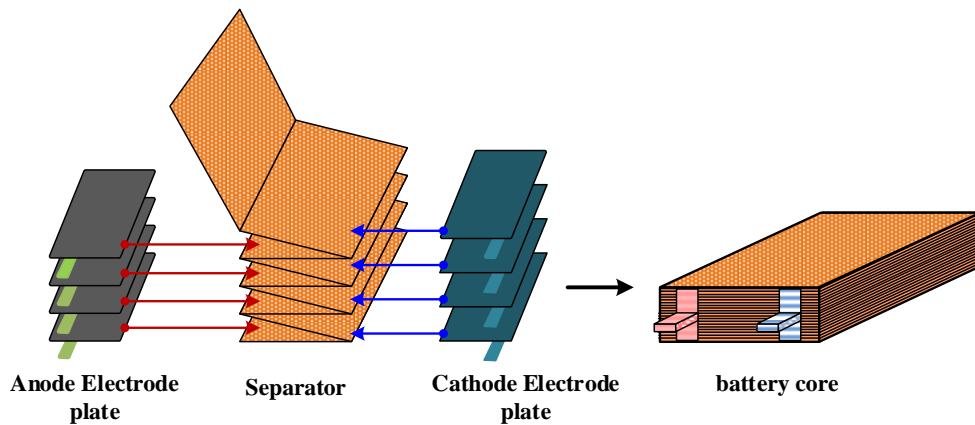 Anode Electrode
plate
Separator
Cathode Electrode
plate
battery core